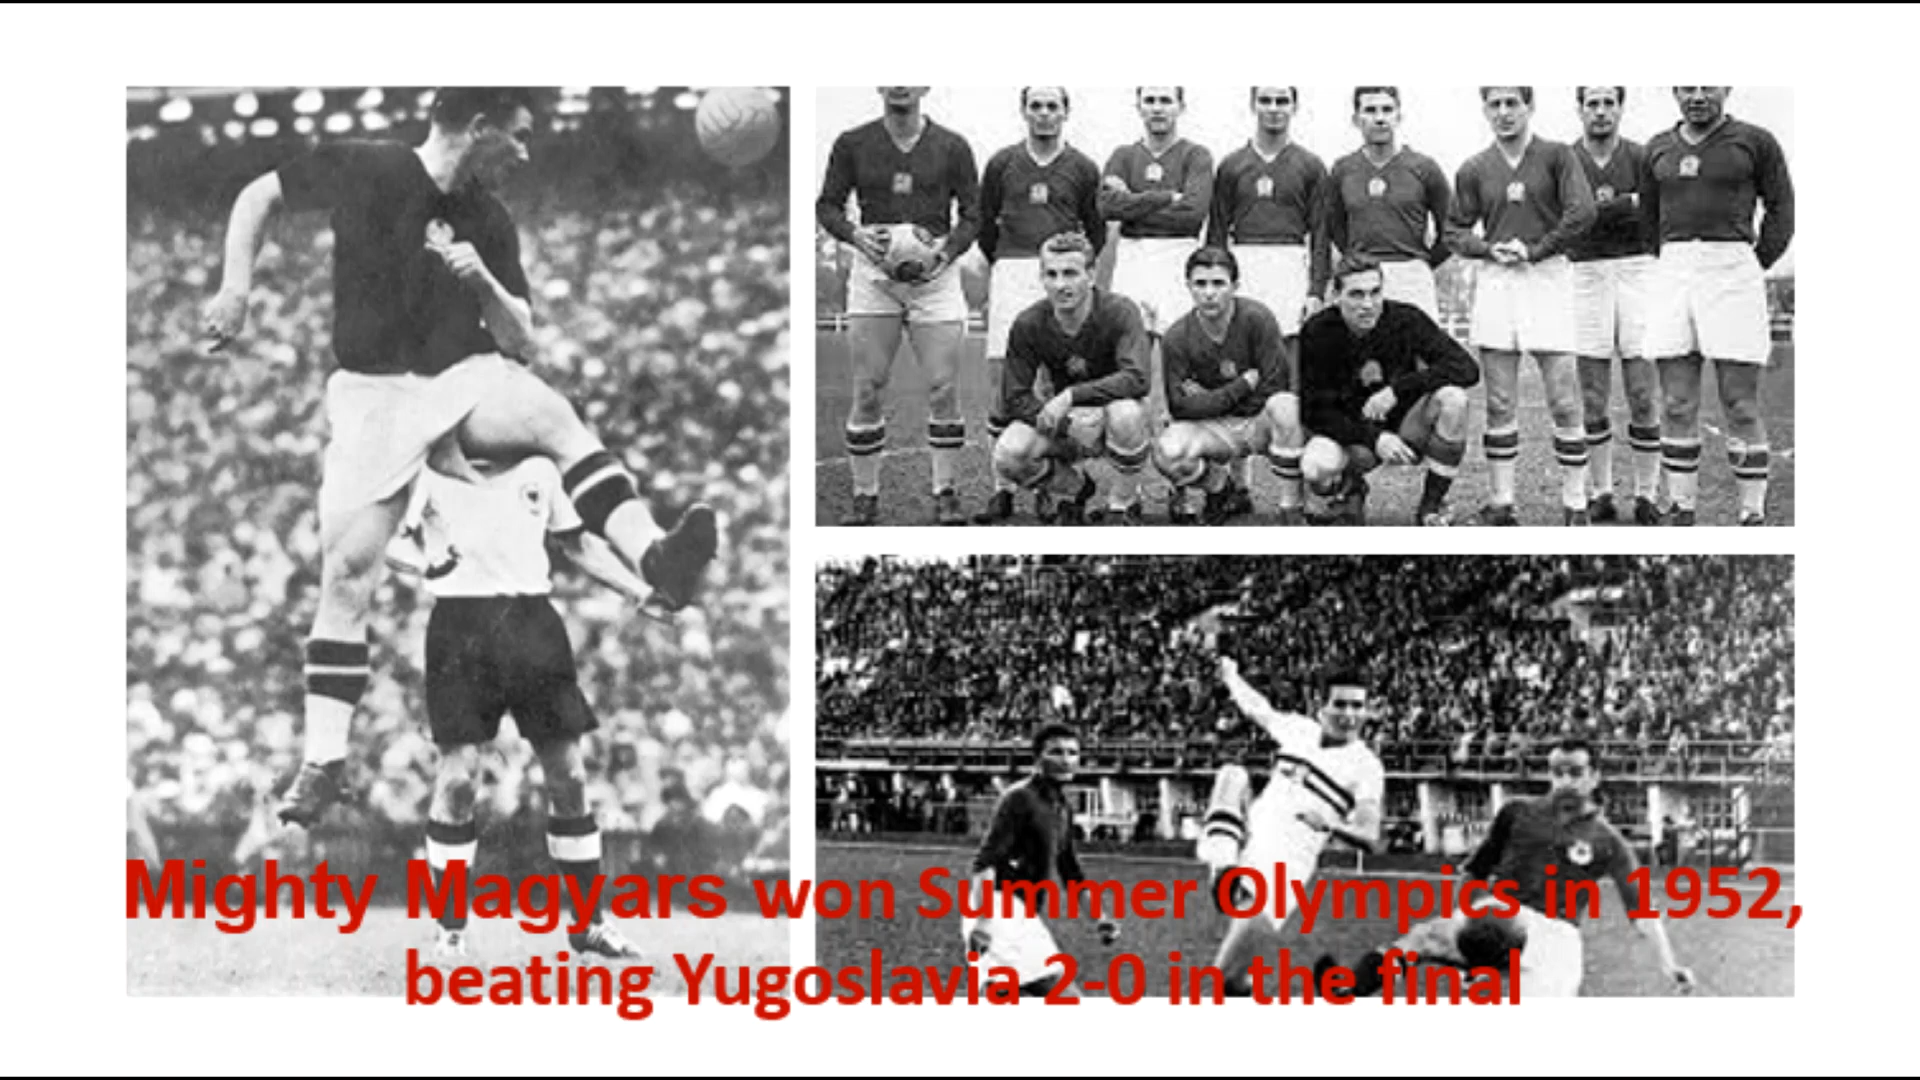 Mighty Magyars won Summer Olympics in 1952,
beating Yugoslavia 2-0 in the final